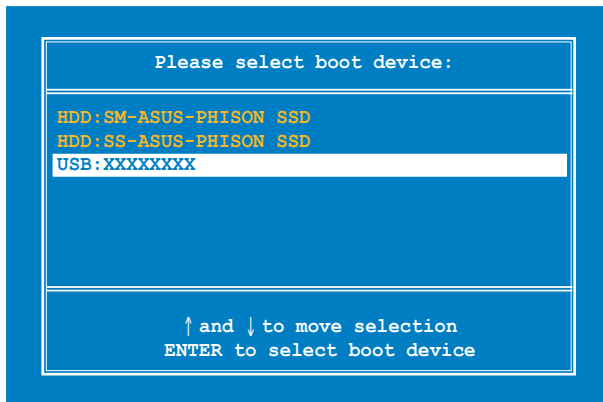 Please select boot device:
HDD:SM-ASUS-PHISON SSD
HDD:SS-ASUS-PHISON SSD
USB:XXXXXXXX
↑ and ↓ to move selection
ENTER to select boot device